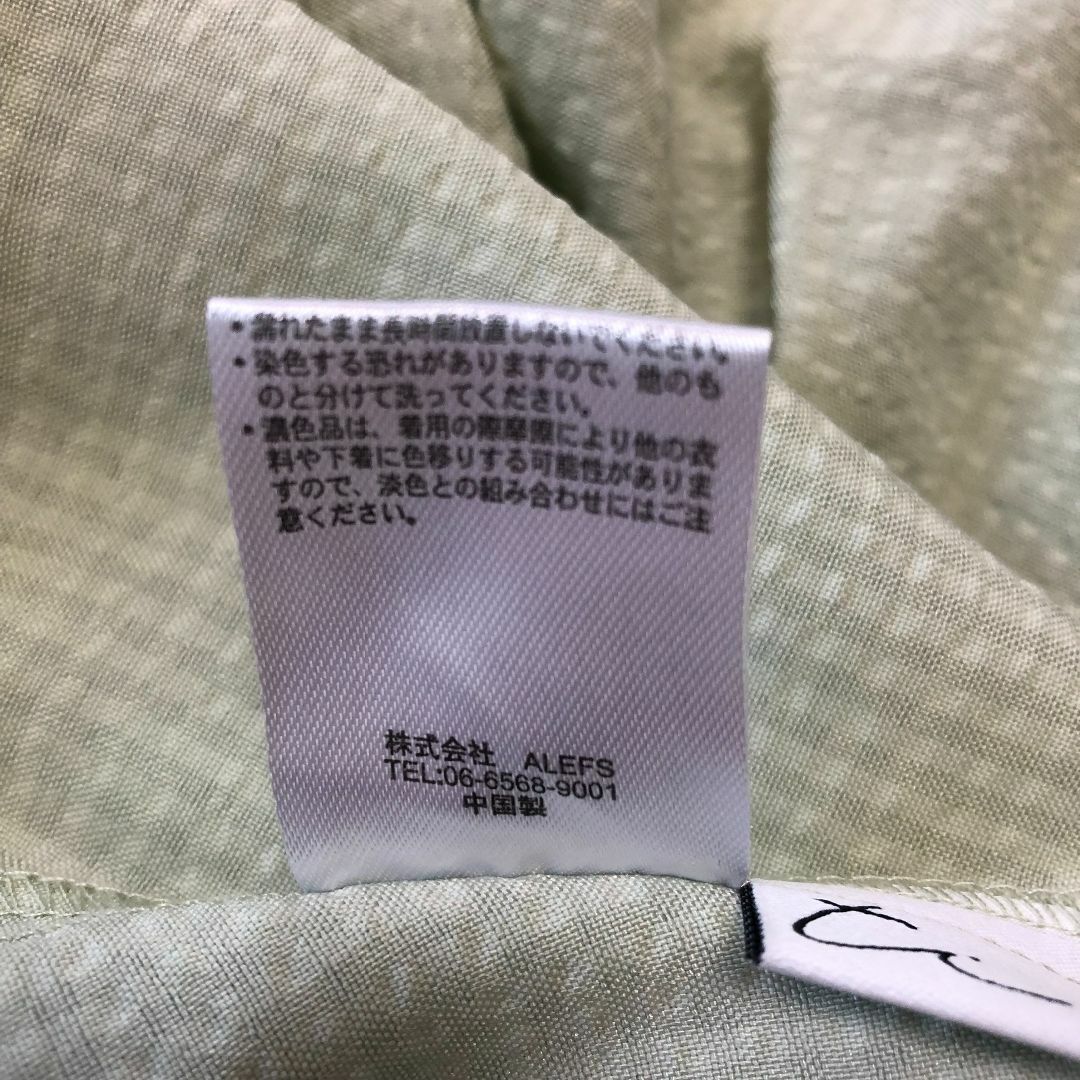 ・濡れたまま長時間放置しないでください。
・染色する恐れがありますので、他のも
のと分けて洗ってください。
・濃色品は、着用の際摩擦により他の衣
料や下着に色移りする可能性がありま
すので、淡色との組み合わせにはご注
意ください。
株式会社 ALEFS
TEL:06-6568-9001
中国製